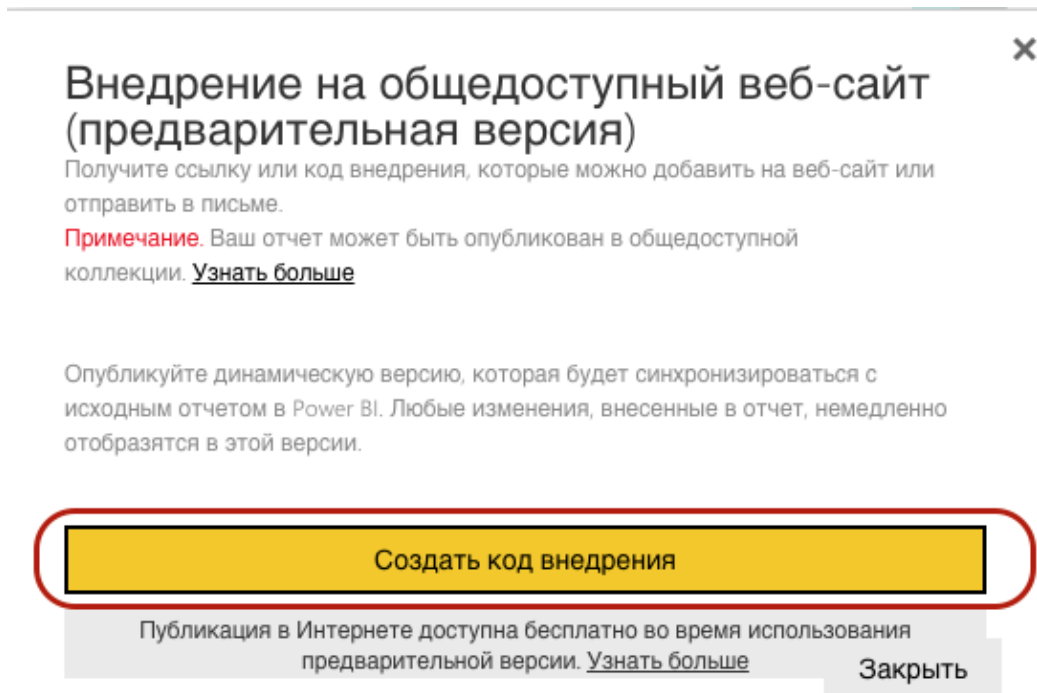 Внедрение на общедоступный веб-сайт
(предварительная версия)
Получите ссылку или код внедрения, которые можно добавить на веб-сайт или
отправить в письме.
Примечание. Ваш отчет может быть опубликован в общедоступной
коллекции. Узнать больше
Опубликуйте динамическую версию, которая будет синхронизироваться с
исходным отчетом в Power BI. Любые изменения, внесенные в отчет, немедленно
отобразятся в этой версии.
Создать код внедрения
Публикация в Интернете доступна бесплатно во время использования
предварительной версии. Узнать больше
Закрыть